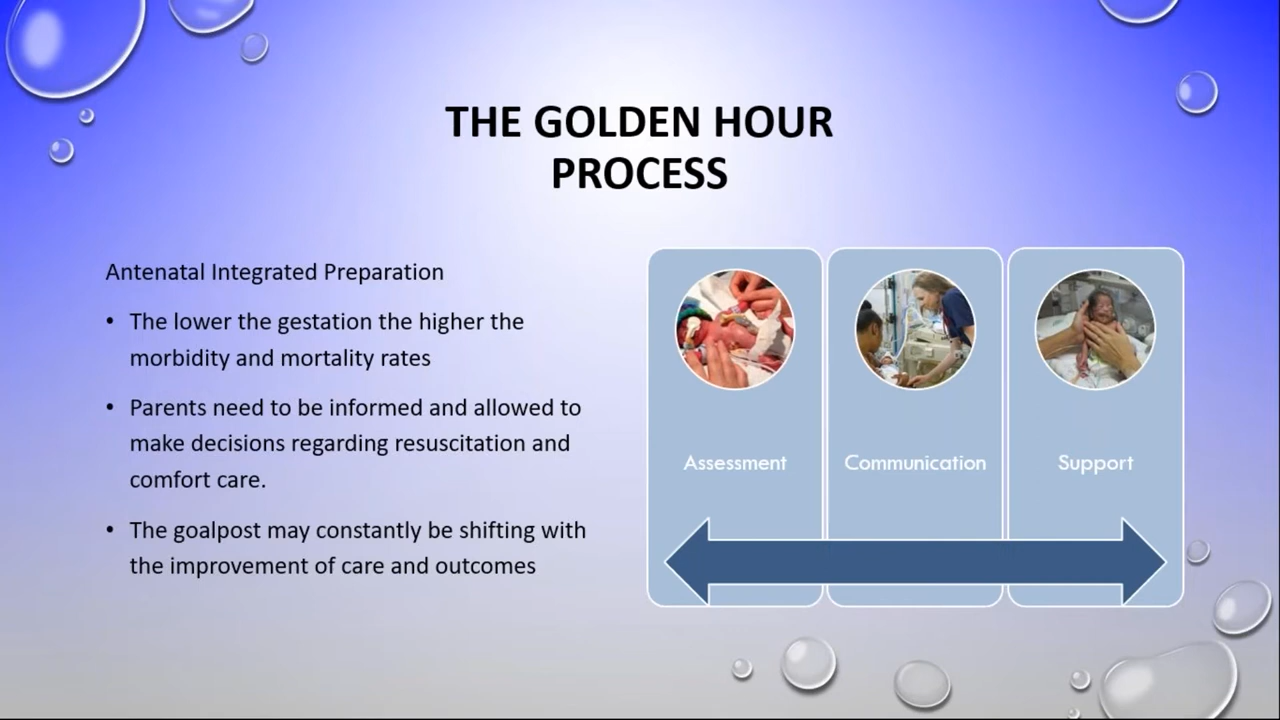 THE GOLDEN HOUR
PROCESS
Antenatal Integrated Preparation
• The lower the gestation the higher the
morbidity and mortality rates
• Parents need to be informed and allowed to
make decisions regarding resuscitation and
comfort care.
• The goalpost may constantly be shifting with
the improvement of care and outcomes
Assessment
Communication
Support